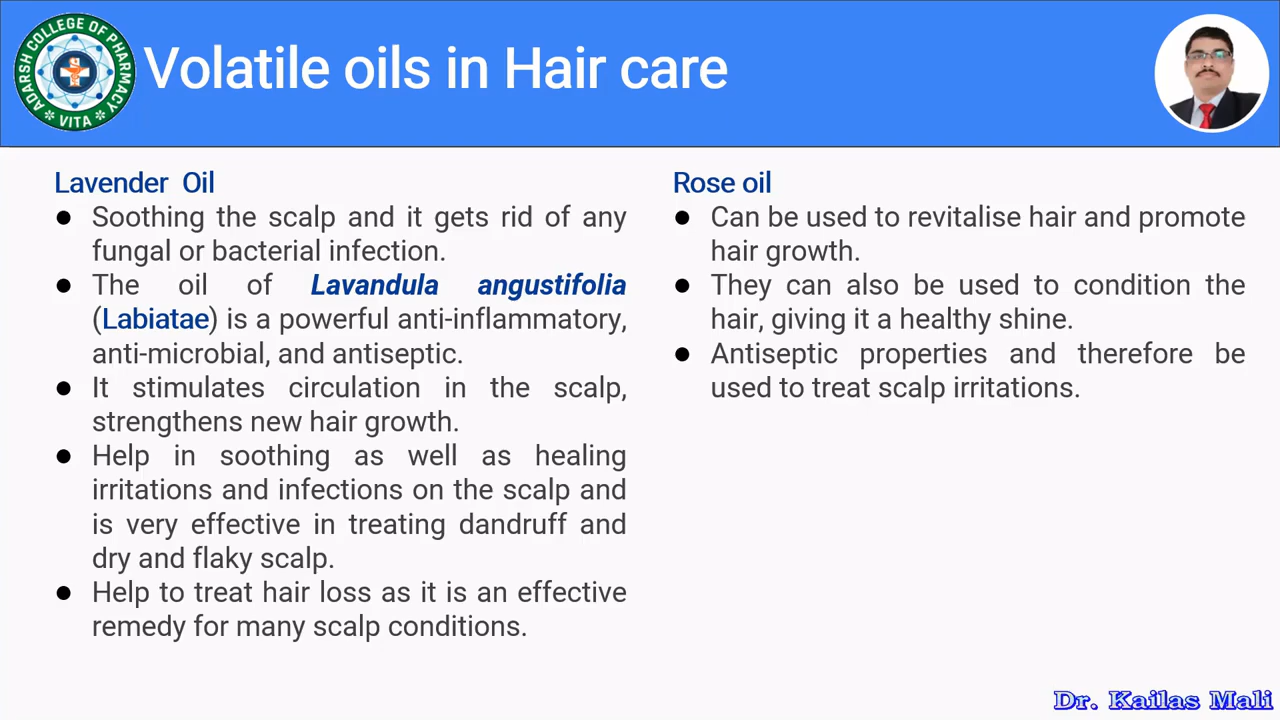 ADARSH COLLEGE OF PHARMACY
VITA
Volatile oils in Hair care
Lavender Oil
● Soothing the scalp and it gets rid of any
fungal or bacterial infection.
● The oil of Lavandula angustifolia
(Labiatae) is a powerful anti-inflammatory,
anti-microbial, and antiseptic.
● It stimulates circulation in the scalp,
strengthens new hair growth.
● Help in soothing as well as healing
irritations and infections on the scalp and
is very effective in treating dandruff and
dry and flaky scalp.
● Help to treat hair loss as it is an effective
remedy for many scalp conditions.
Rose oil
● Can be used to revitalise hair and promote
hair growth.
● They can also be used to condition the
hair, giving it a healthy shine.
● Antiseptic properties and therefore be
used to treat scalp irritations.
Dr. Kailas Mali